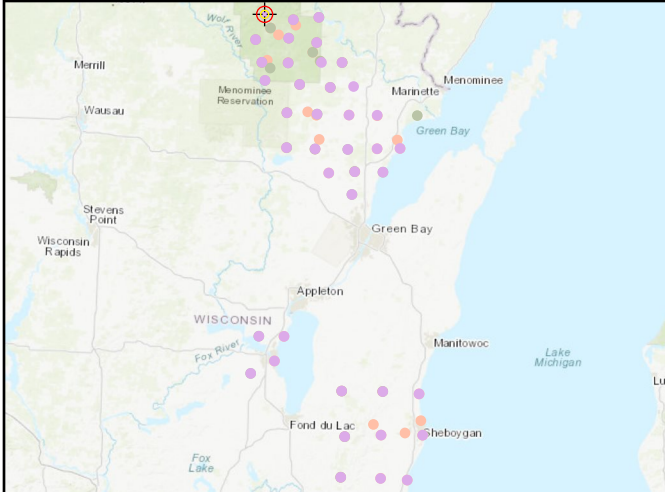 Wolf
River
Merrill
Menominee
Marinette
Menominee
Reservation
Wausau
Green Bay
Stevens
Point
Green Bay
Wisconsin
Rapids
Appleton
WISCONSIN
Manitowoc
Fox River
Lake
Michigan
Lu
Fond du Lac
Sheboygan
Fox
Lake